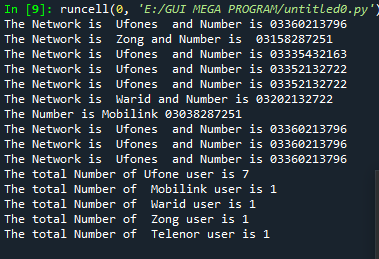 In [9]: runcell(0, 'E:/GUI MEGA PROGRAM/untitled0.py')
The Network is  Ufones  and Number is 03360213796
The Network is  Zong and Number is  03158287251
The Network is  Ufones  and Number is 03335432163
The Network is  Ufones  and Number is 03352132722
The Network is  Ufones  and Number is 03352132722
The Network is  Warid and Number is 03202132722
The Number is Mobilink 03038287251
The Network is  Ufones  and Number is 03360213796
The Network is  Ufones  and Number is 03360213796
The Network is  Ufones  and Number is 03360213796
The total Number of Ufone user is 7
The total Number of  Mobilink user is 1
The total Number of  Warid user is 1
The total Number of  Zong user is 1
The total Number of  Telenor user is 1